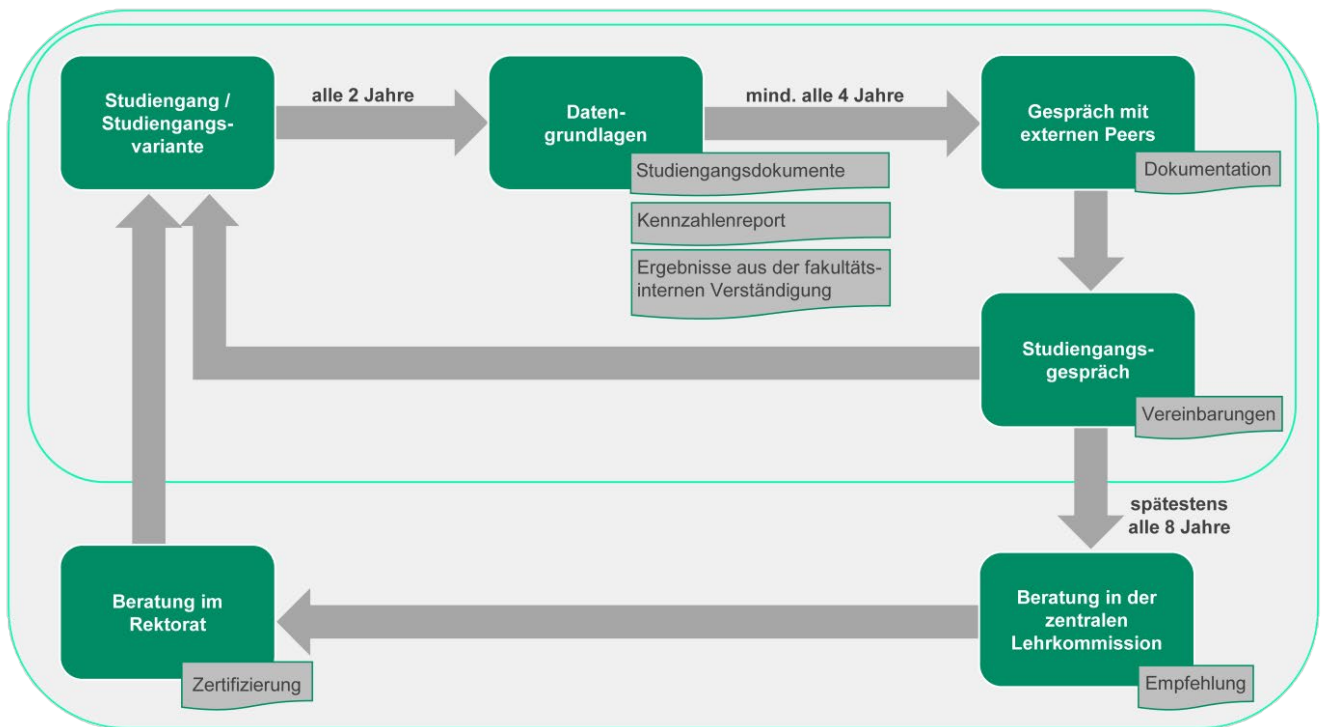 Studiengang /
Studiengangs-
variante
alle 2 Jahre
Daten-
grundlagen
Studiengangsdokumente
Kennzahlenreport
Ergebnisse aus der fakultäts-
internen Verständigung
mind. alle 4 Jahre
Gespräch mit
externen Peers
Dokumentation
Studiengangs-
gespräch
Vereinbarungen
spätestens
alle 8 Jahre
Beratung in der
zentralen
Lehrkommission
Empfehlung
Beratung im
Rektorat
Zertifizierung